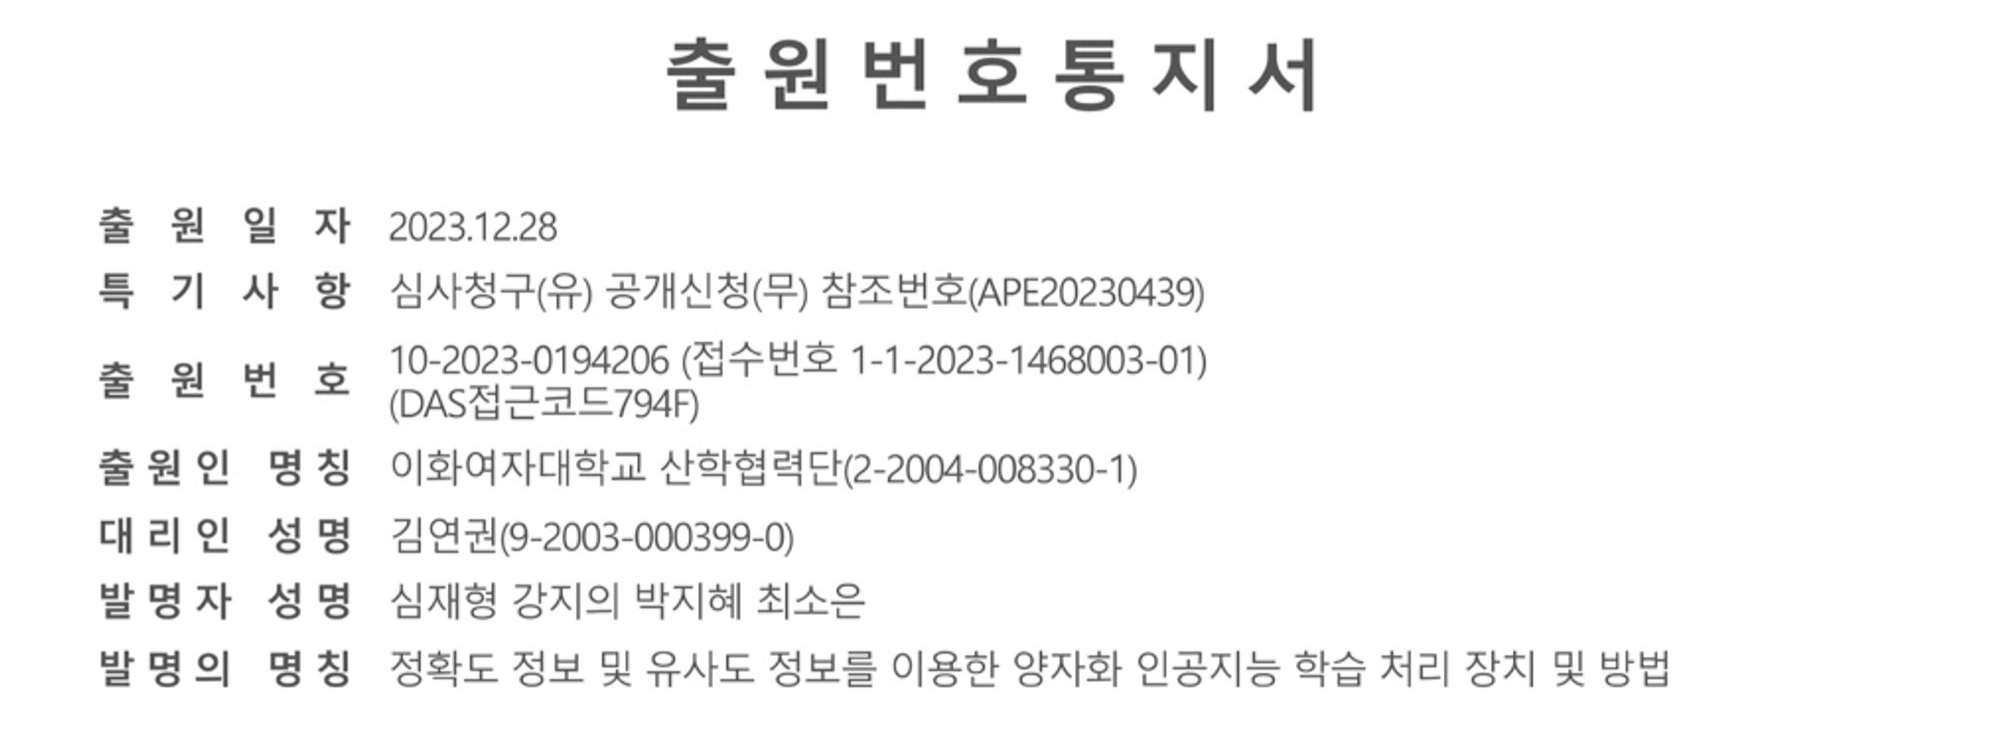 출원번호통지서
출원일자 2023.12.28
특기사항 심사청구(유) 공개신청(무) 참조번호(APE20230439)
출원번호 10-2023-0194206 (접수번호 1-1-2023-1468003-01)
(DAS접근코드794F)
출원인 명칭 이화여자대학교 산학협력단(2-2004-008330-1)
대리인 성명 김연권(9-2003-000399-0)
발명자 성명 심재형 강지의 박지혜 최소은
발명의 명칭 정확도 정보 및 유사도 정보를 이용한 양자화 인공지능 학습 처리 장치 및 방법